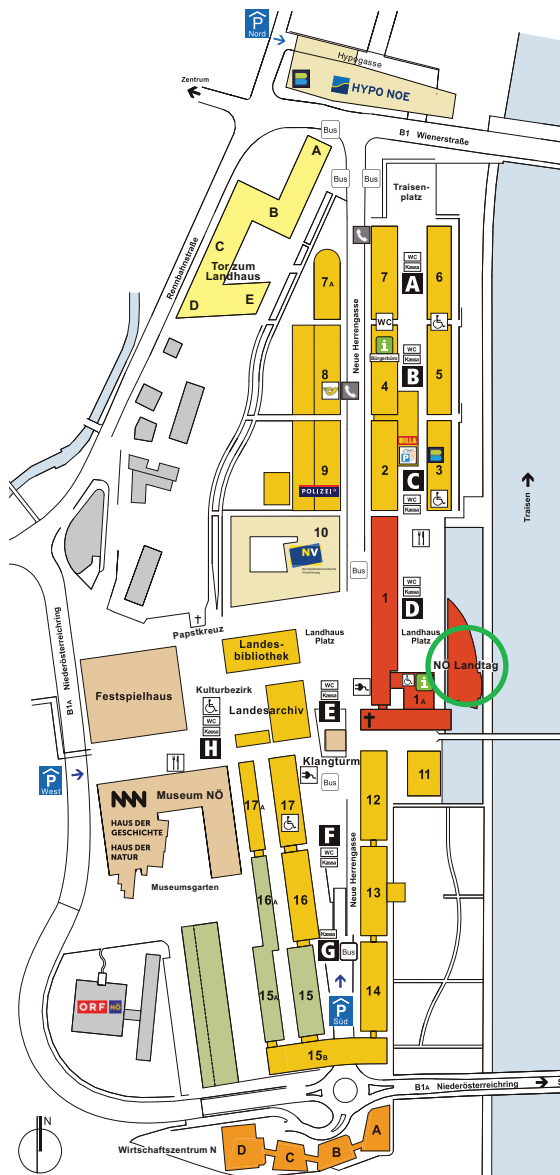 P
Nord
Hypogasse
HYPO NOE
Zentrum
B1 Wienerstraße
Bus
Bus
Bus
Traisen-
platz
A
B
C
Tor zum
Landhaus
D
E
Rennbahnstraße
7A
7
WC
Kassa
A
6
Neue Herrengasse
WC
i
Bürgerbüro
WC
Kassa
B
8
4
5
BILLA
P
9
2
C
3
POLIZEI
WC
Kassa
Traisen
10
NV
1
Bus
WC
Kassa
D
Papstkreuz
Landes-
bibliothek
Landhaus
Platz
Landhaus
Platz
NÖ Landtag
B1A Niederösterreichring
Festspielhaus
Kulturbezirk
WC
Kassa
H
Landesarchiv
WC
Kassa
E
i
1A
Klangturm
P
West
Museum NÖ
HAUS DER
GESCHICHTE
HAUS DER
NATUR
Museumsgarten
17A
17
Bus
12
11
F
WC
Kassa
Neue Herrengasse
16A
16
13
Kassa
G
Bus
15A
15
P
Süd
14
ORF NÖ
15B
B1A Niederösterreichring
S
N
Wirtschaftszentrum N
D
C
B
A